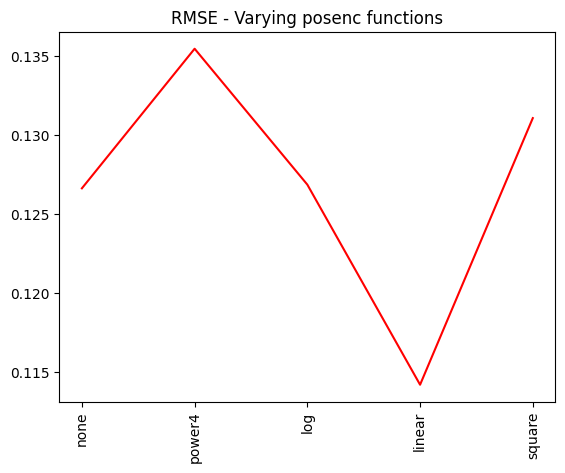 RMSE - Varying posenc functions
0.135
0.130
0.125
0.120
0.115
none
power4
log
linear
square